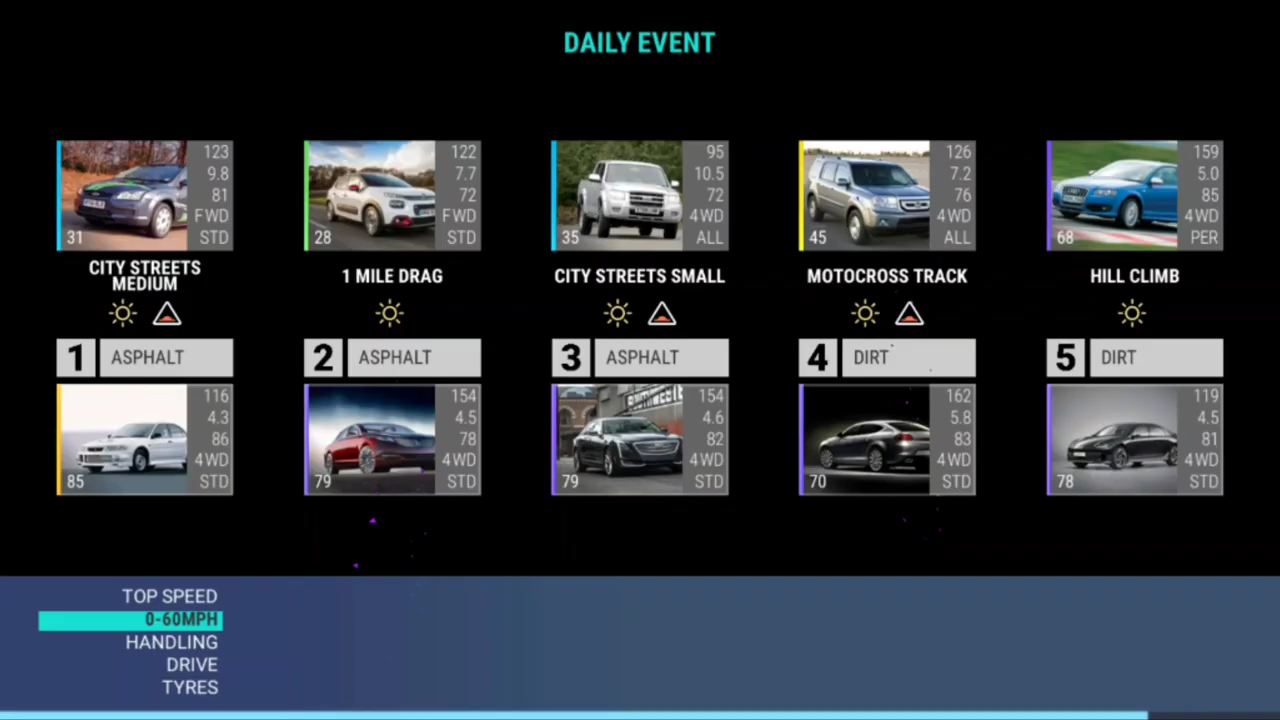 DAILY EVENT
123
9.8
81
FWD
STD
31
122
7.7
72
FWD
STD
28
95
10.5
72
4WD
ALL
35
126
7.2
76
4WD
ALL
45
159
5.0
85
4WD
PER
68
CITY STREETS
MEDIUM
1 MILE DRAG
CITY STREETS SMALL
MOTOCROSS TRACK
HILL CLIMB
1 ASPHALT
2 ASPHALT
3 ASPHALT
4 DIRT
5 DIRT
116
4.3
86
4WD
STD
85
154
4.5
78
4WD
STD
79
154
4.6
82
4WD
STD
79
162
5.8
83
4WD
STD
70
119
4.5
81
4WD
STD
78
TOP SPEED
0-60MPH
HANDLING
DRIVE
TYRES